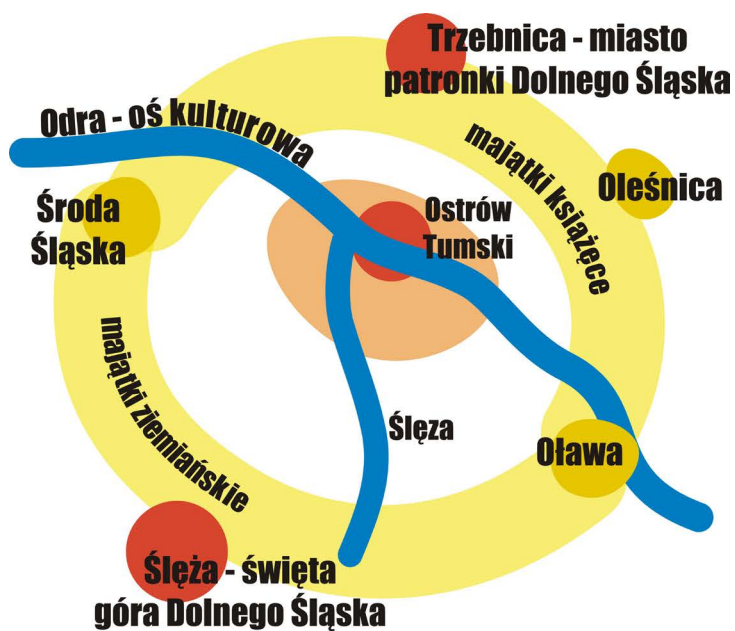 Trzebnica - miasto
patronki Dolnego Śląska
Odra - oś kulturowa
majątki książęce
Oleśnica
Środa
Śląska
Ostrów
Tumski
majątki ziemiańskie
Ślęza
Oława
Ślęża - święta
góra Dolnego Śląska